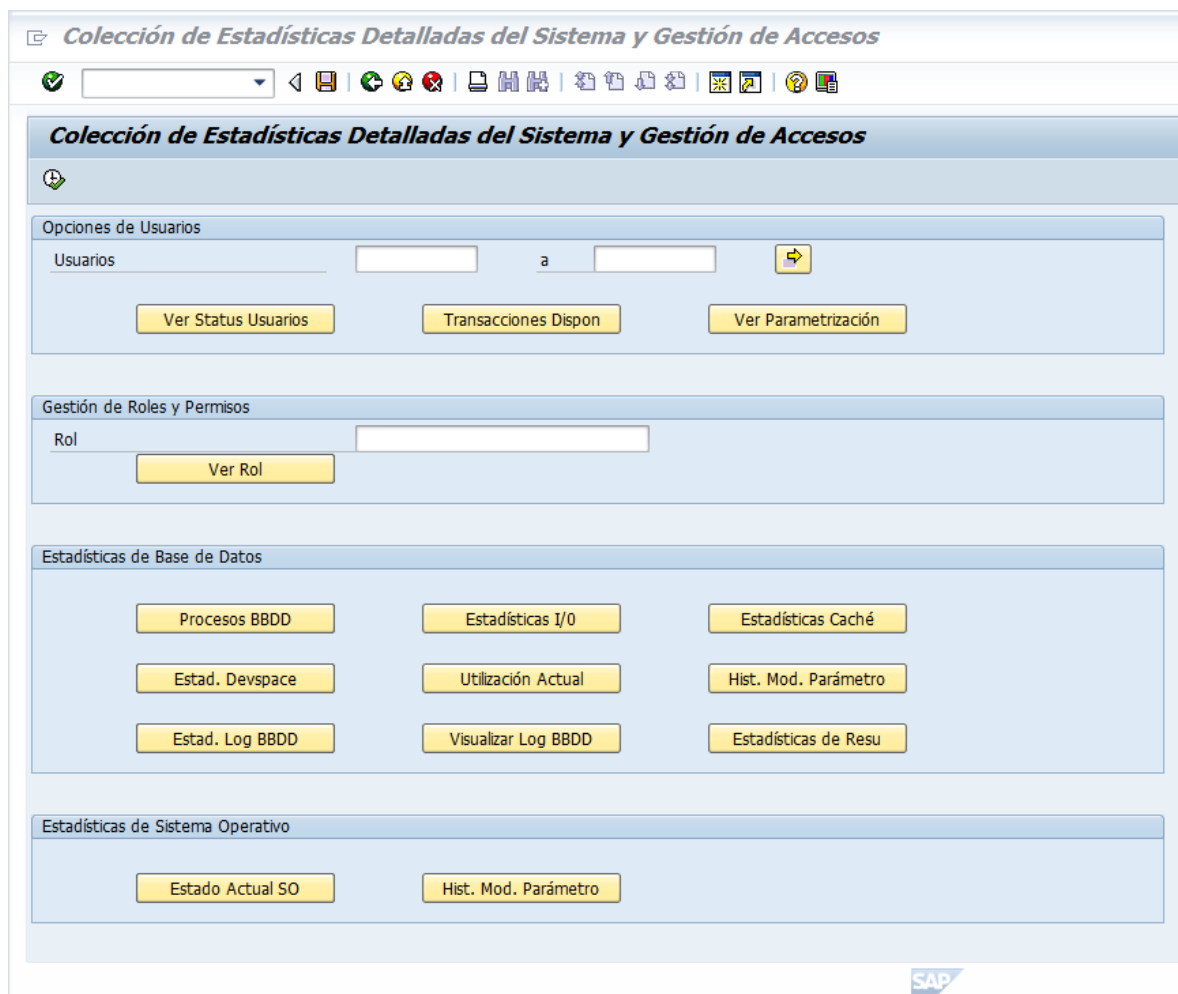 Colección de Estadísticas Detalladas del Sistema y Gestión de Accesos
Colección de Estadísticas Detalladas del Sistema y Gestión de Accesos
Opciones de Usuarios
Usuarios a
Ver Status Usuarios Transacciones Dispon Ver Parametrización
Gestión de Roles y Permisos
Rol
Ver Rol
Estadísticas de Base de Datos
Procesos BBDD Estadísticas I/0 Estadísticas Caché
Estad. Devspace Utilización Actual Hist. Mod. Parámetro
Estad. Log BBDD Visualizar Log BBDD Estadísticas de Resu
Estadísticas de Sistema Operativo
Estado Actual SO Hist. Mod. Parámetro
SAP